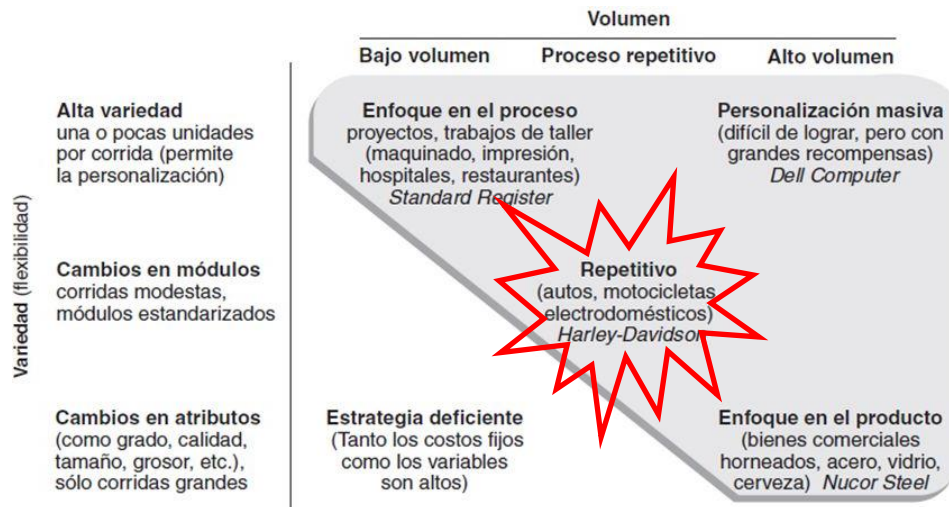 Volumen
Bajo volumen
Proceso repetitivo
Alto volumen
Variedad (flexibilidad)
Alta variedad
una o pocas unidades
por corrida (permite
la personalización)
Enfoque en el proceso
proyectos, trabajos de taller
(maquinado, impresión,
hospitales, restaurantes)
Standard Register
Personalización masiva
(difícil de lograr, pero con
grandes recompensas)
Dell Computer
Cambios en módulos
corridas modestas,
módulos estandarizados
Repetitivo
(autos, motocicletas
electrodomésticos)
Harley-Davidson
Cambios en atributos
(como grado, calidad,
tamaño, grosor, etc.),
sólo corridas grandes
Estrategia deficiente
(Tanto los costos fijos
como los variables
son altos)
Enfoque en el producto
(bienes comerciales
horneados, acero, vidrio,
cerveza) Nucor Steel